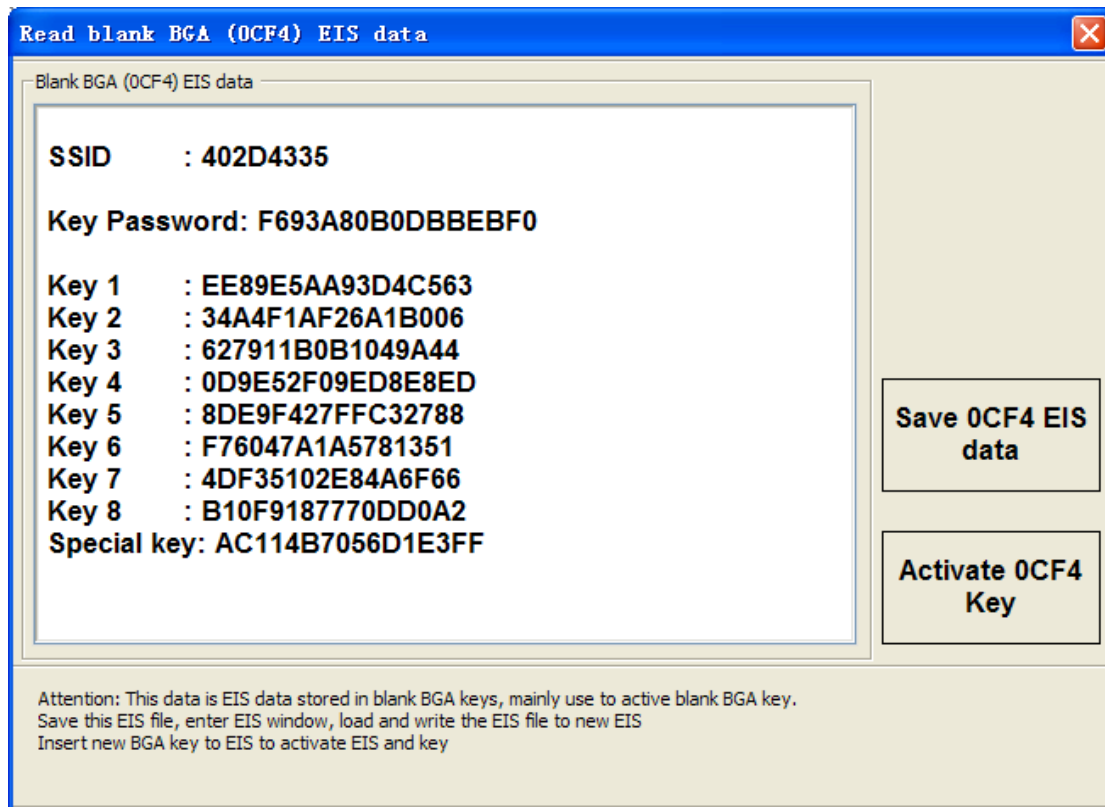 Read blank BGA (0CF4) EIS data
Blank BGA (0CF4) EIS data
SSID : 402D4335
Key Password: F693A80B0DBBEBF0
Key 1 : EE89E5AA93D4C563
Key 2 : 34A4F1AF26A1B006
Key 3 : 627911B0B1049A44
Key 4 : 0D9E52F09ED8E8ED
Key 5 : 8DE9F427FFC32788
Key 6 : F76047A1A5781351
Key 7 : 4DF35102E84A6F66
Key 8 : B10F9187770DD0A2
Special key: AC114B7056D1E3FF
Save 0CF4 EIS
data
Activate 0CF4
Key
Attention: This data is EIS data stored in blank BGA keys, mainly use to active blank BGA key.
Save this EIS file, enter EIS window, load and write the EIS file to new EIS
Insert new BGA key to EIS to activate EIS and key